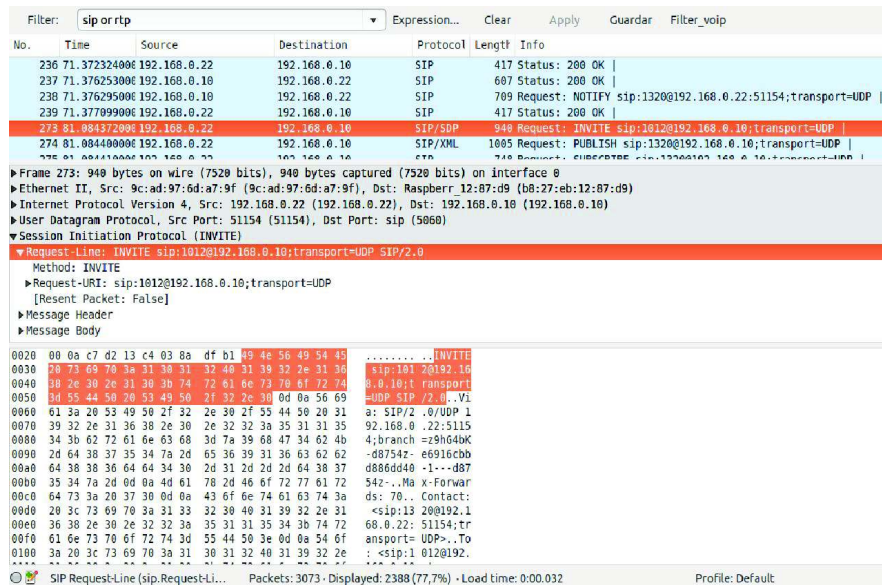 Filter: sip or rtp Expression... Clear Apply Guardar Filter_voip
No. Time Source Destination Protocol Length Info
236 71.372324000 192.168.0.22 192.168.0.10 SIP 417 Status: 200 OK |
237 71.376253000 192.168.0.10 192.168.0.22 SIP 607 Status: 200 OK |
238 71.376295000 192.168.0.10 192.168.0.22 SIP 709 Request: NOTIFY sip:1320@192.168.0.22:51154;transport=UDP |
239 71.377099000 192.168.0.22 192.168.0.10 SIP 417 Status: 200 OK |
273 81.084372000 192.168.0.22 192.168.0.10 SIP/SDP 940 Request: INVITE sip:1012@192.168.0.10;transport=UDP |
274 81.084400000 192.168.0.22 192.168.0.10 SIP/XML 1005 Request: PUBLISH sip:1320@192.168.0.10;transport=UDP |
275 81.084410000 192.168.0.22 192.168.0.10 SIP 748 Request: SUBSCRIBE sip:1320@192.168.0.10;transport=UDP
Frame 273: 940 bytes on wire (7520 bits), 940 bytes captured (7520 bits) on interface 0
Ethernet II, Src: 9c:ad:97:6d:a7:9f (9c:ad:97:6d:a7:9f), Dst: Raspberr_12:87:d9 (b8:27:eb:12:87:d9)
Internet Protocol Version 4, Src: 192.168.0.22 (192.168.0.22), Dst: 192.168.0.10 (192.168.0.10)
User Datagram Protocol, Src Port: 51154 (51154), Dst Port: sip (5060)
Session Initiation Protocol (INVITE)
Request-Line: INVITE sip:1012@192.168.0.10;transport=UDP SIP/2.0
Method: INVITE
Request-URI: sip:1012@192.168.0.10;transport=UDP
[Resent Packet: False]
Message Header
Message Body
0020 00 0a c7 d2 13 c4 03 8a df b1 49 4e 56 49 54 45 ........ ..INVITE
0030 20 73 69 70 3a 31 30 31 32 40 31 39 32 2e 31 36 sip:101 2@192.16
0040 38 2e 30 2e 31 30 3b 74 72 61 6e 73 70 6f 72 74 8.0.10;t ransport
0050 3d 55 44 50 20 53 49 50 2f 32 2e 30 0d 0a 56 69 =UDP SIP /2.0..Vi
0060 61 3a 20 53 49 50 2f 32 2e 30 2f 55 44 50 20 31 a: SIP/2 .0/UDP 1
0070 39 32 2e 31 36 38 2e 30 2e 32 32 3a 35 31 31 35 92.168.0 .22:5115
0080 34 3b 62 72 61 6e 63 68 3d 7a 39 68 47 34 62 4b 4;branch =z9hG4bK
0090 2d 64 38 37 35 34 7a 2d 65 36 39 31 36 63 62 62 -d8754z- e6916cbb
00a0 64 38 38 36 64 64 34 30 2d 31 2d 2d 2d 64 38 37 d886dd40 -1---d87
00b0 35 34 7a 2d 0d 0a 4d 61 78 2d 46 6f 72 77 61 72 54z-..Ma x-Forwar
00c0 64 73 3a 20 37 30 0d 0a 43 6f 6e 74 61 63 74 3a ds: 70.. Contact:
00d0 20 3c 73 69 70 3a 31 33 32 30 40 31 39 32 2e 31 <sip:13 20@192.1
00e0 36 38 2e 30 2e 32 32 3a 35 31 31 35 34 3b 74 72 68.0.22: 51154;tr
00f0 61 6e 73 70 6f 72 74 3d 55 44 50 3e 0d 0a 54 6f ansport= UDP>..To
0100 3a 20 3c 73 69 70 3a 31 30 31 32 40 31 39 32 2e : <sip:1 012@192.
SIP Request-Line (sip.Request-Li... Packets: 3073 · Displayed: 2388 (77,7%) · Load time: 0:00.032 Profile: Default